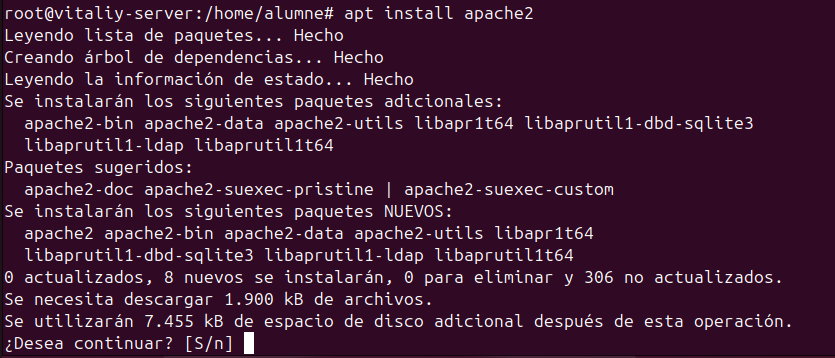 root@vitaliy-server:/home/alumne# apt install apache2
Leyendo lista de paquetes... Hecho
Creando árbol de dependencias... Hecho
Leyendo la información de estado... Hecho
Se instalarán los siguientes paquetes adicionales:
  apache2-bin apache2-data apache2-utils libapr1t64 libaprutil1-dbd-sqlite3
  libaprutil1-ldap libaprutil1t64
Paquetes sugeridos:
  apache2-doc apache2-suexec-pristine | apache2-suexec-custom
Se instalarán los siguientes paquetes NUEVOS:
  apache2 apache2-bin apache2-data apache2-utils libapr1t64
  libaprutil1-dbd-sqlite3 libaprutil1-ldap libaprutil1t64
0 actualizados, 8 nuevos se instalarán, 0 para eliminar y 306 no actualizados.
Se necesita descargar 1.900 kB de archivos.
Se utilizarán 7.455 kB de espacio de disco adicional después de esta operación.
¿Desea continuar? [S/n]